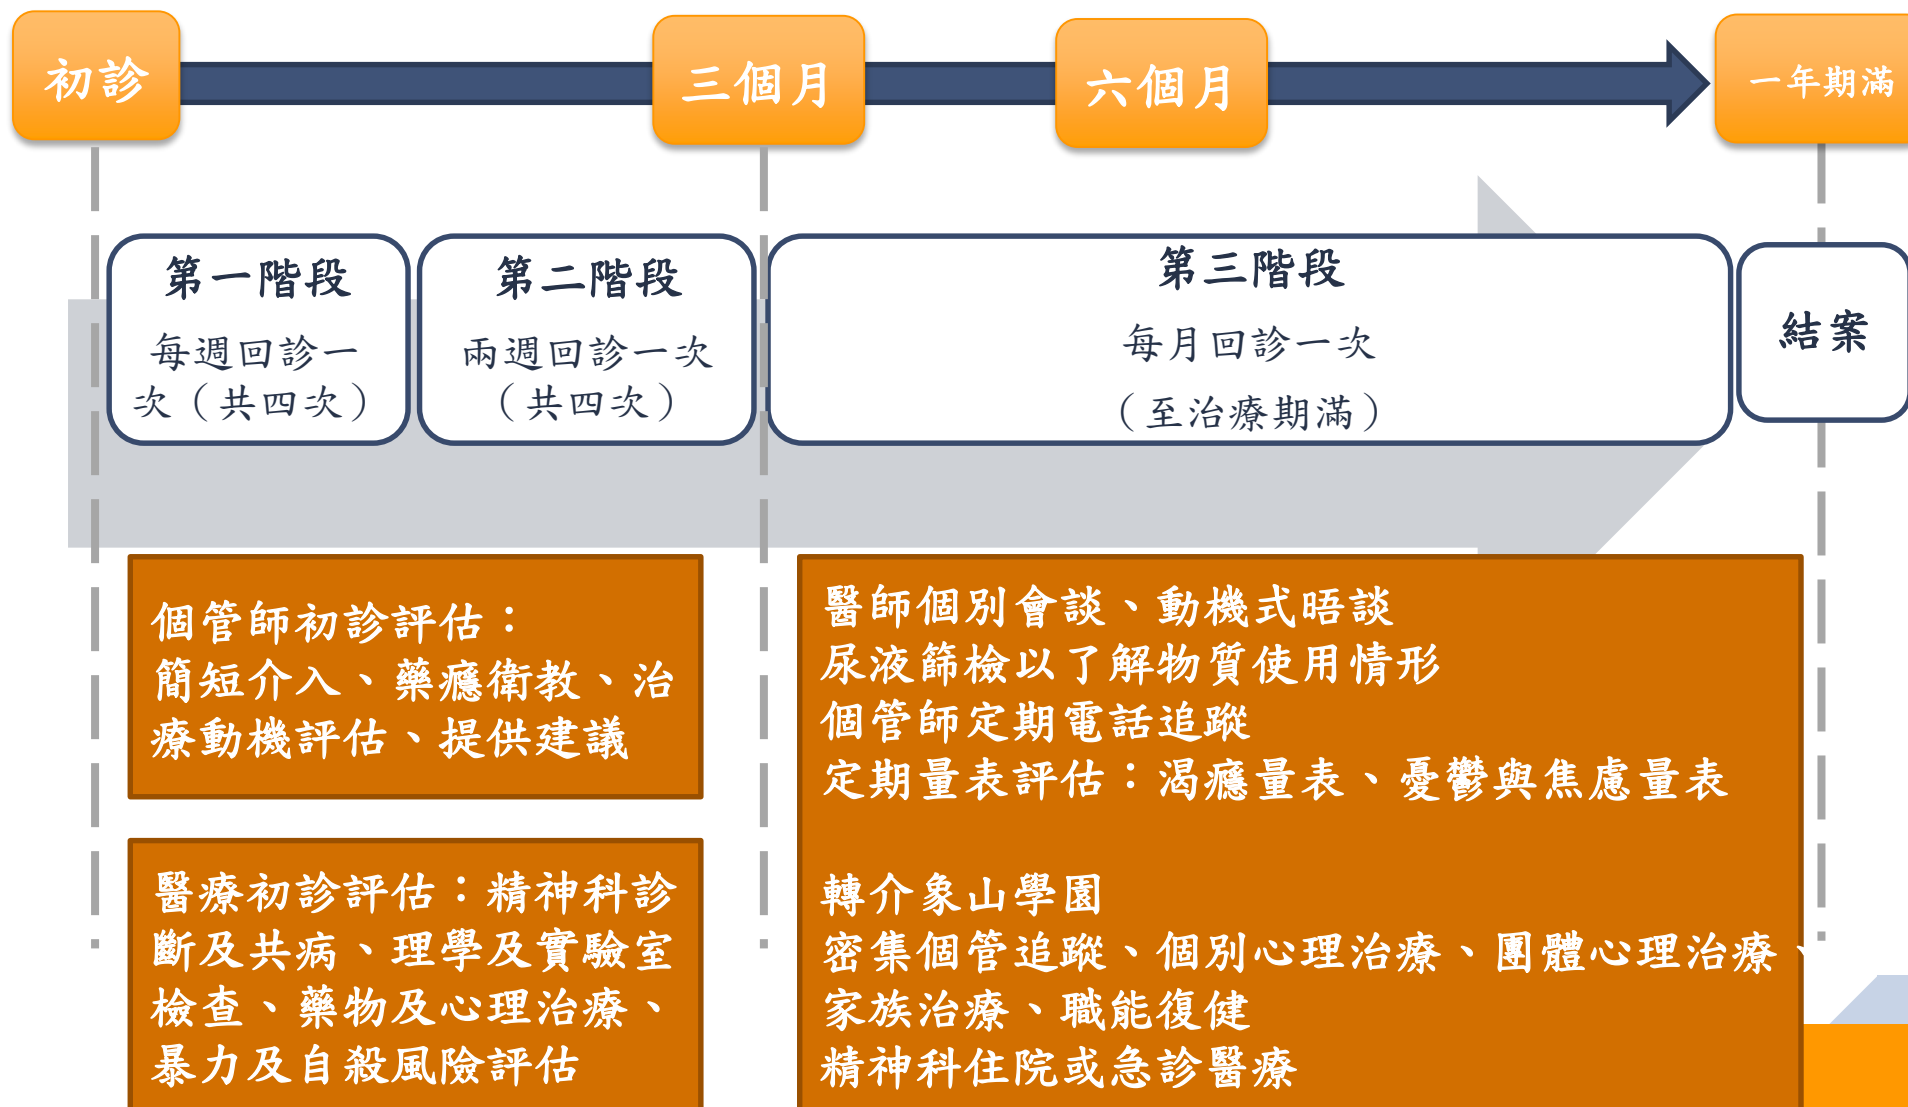 初診
三個月
六個月
一年期滿
第一階段
每週回診一
次（共四次）
第二階段
兩週回診一次
（共四次）
第三階段
每月回診一次
（至治療期滿）
結案
個管師初診評估：
簡短介入、藥癮衛教、治
療動機評估、提供建議
醫療初診評估：精神科診
斷及共病、理學及實驗室
檢查、藥物及心理治療、
暴力及自殺風險評估
醫師個別會談、動機式晤談
尿液篩檢以了解物質使用情形
個管師定期電話追蹤
定期量表評估：渴癮量表、憂鬱與焦慮量表
轉介象山學園
密集個管追蹤、個別心理治療、團體心理治療、
家族治療、職能復健
精神科住院或急診醫療